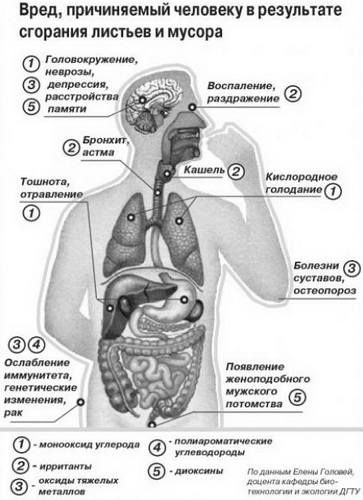 Вред, причиняемый человеку в результате
сгорания листьев и мусора
1 Головокружение,
неврозы,
3 депрессия,
расстройства
5 памяти
Воспаление,
раздражение 2
2 Бронхит,
астма
Кашель 2
Тошнота,
отравление
1
Кислородное
голодание 1
Болезни 3
суставов,
остеопороз
3 4
Ослабление
иммунитета,
генетические
изменения,
рак
Появление
женоподобного
мужского 5
потомства
1 - монооксид углерода
2 - ирританты
3 - оксиды тяжелых
металлов
4 - полиароматические
углеводороды
5 - диоксины
По данным Елены Головей,
доцента кафедры био-
технологии и экологии ДГТУ